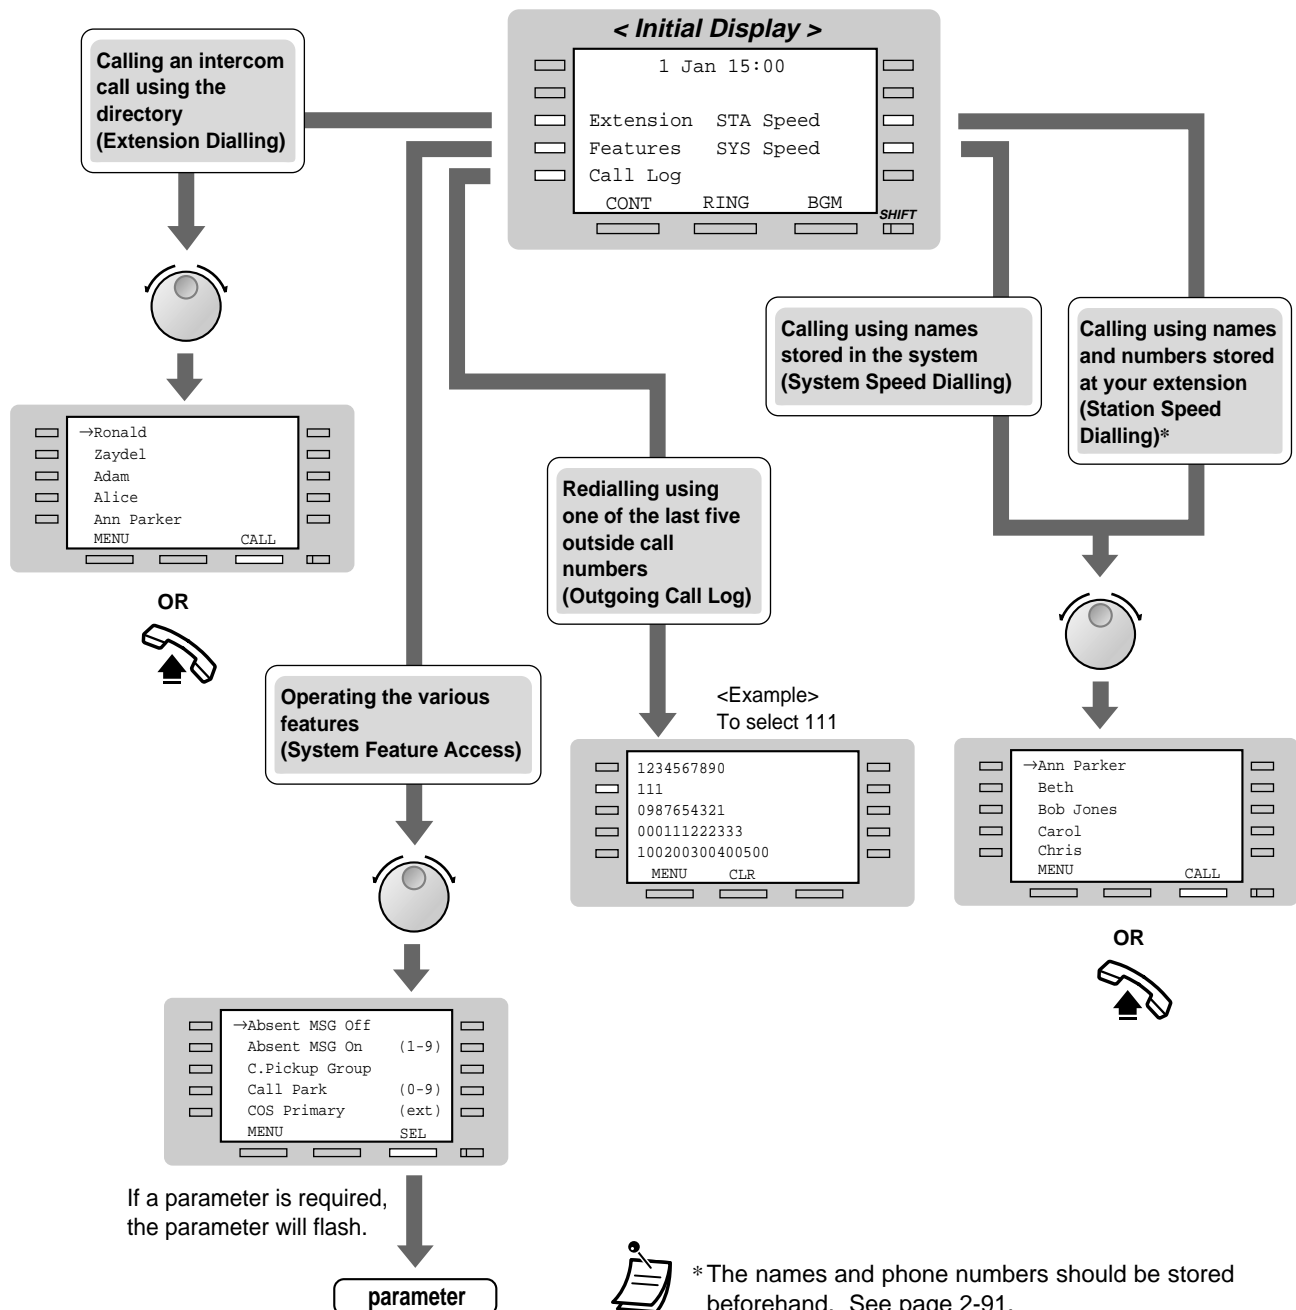 < Initial Display >
1 Jan 15:00
Extension STA Speed
Features SYS Speed
Call Log
CONT RING BGM
SHIFT
Calling an intercom
call using the
directory
(Extension Dialling)
→Ronald
Zaydel
Adam
Alice
Ann Parker
MENU CALL
OR
Operating the various
features
(System Feature Access)
→Absent MSG Off
Absent MSG On (1-9)
C.Pickup Group
Call Park (0-9)
COS Primary (ext)
MENU SEL
If a parameter is required,
the parameter will flash.
parameter
Redialling using
one of the last five
outside call
numbers
(Outgoing Call Log)
<Example>
To select 111
1234567890
111
0987654321
000111222333
100200300400500
MENU CLR
Calling using names
stored in the system
(System Speed Dialling)
Calling using names
and numbers stored
at your extension
(Station Speed
Dialling)*
→Ann Parker
Beth
Bob Jones
Carol
Chris
MENU CALL
OR
* The names and phone numbers should be stored
beforehand. See page 2-91.